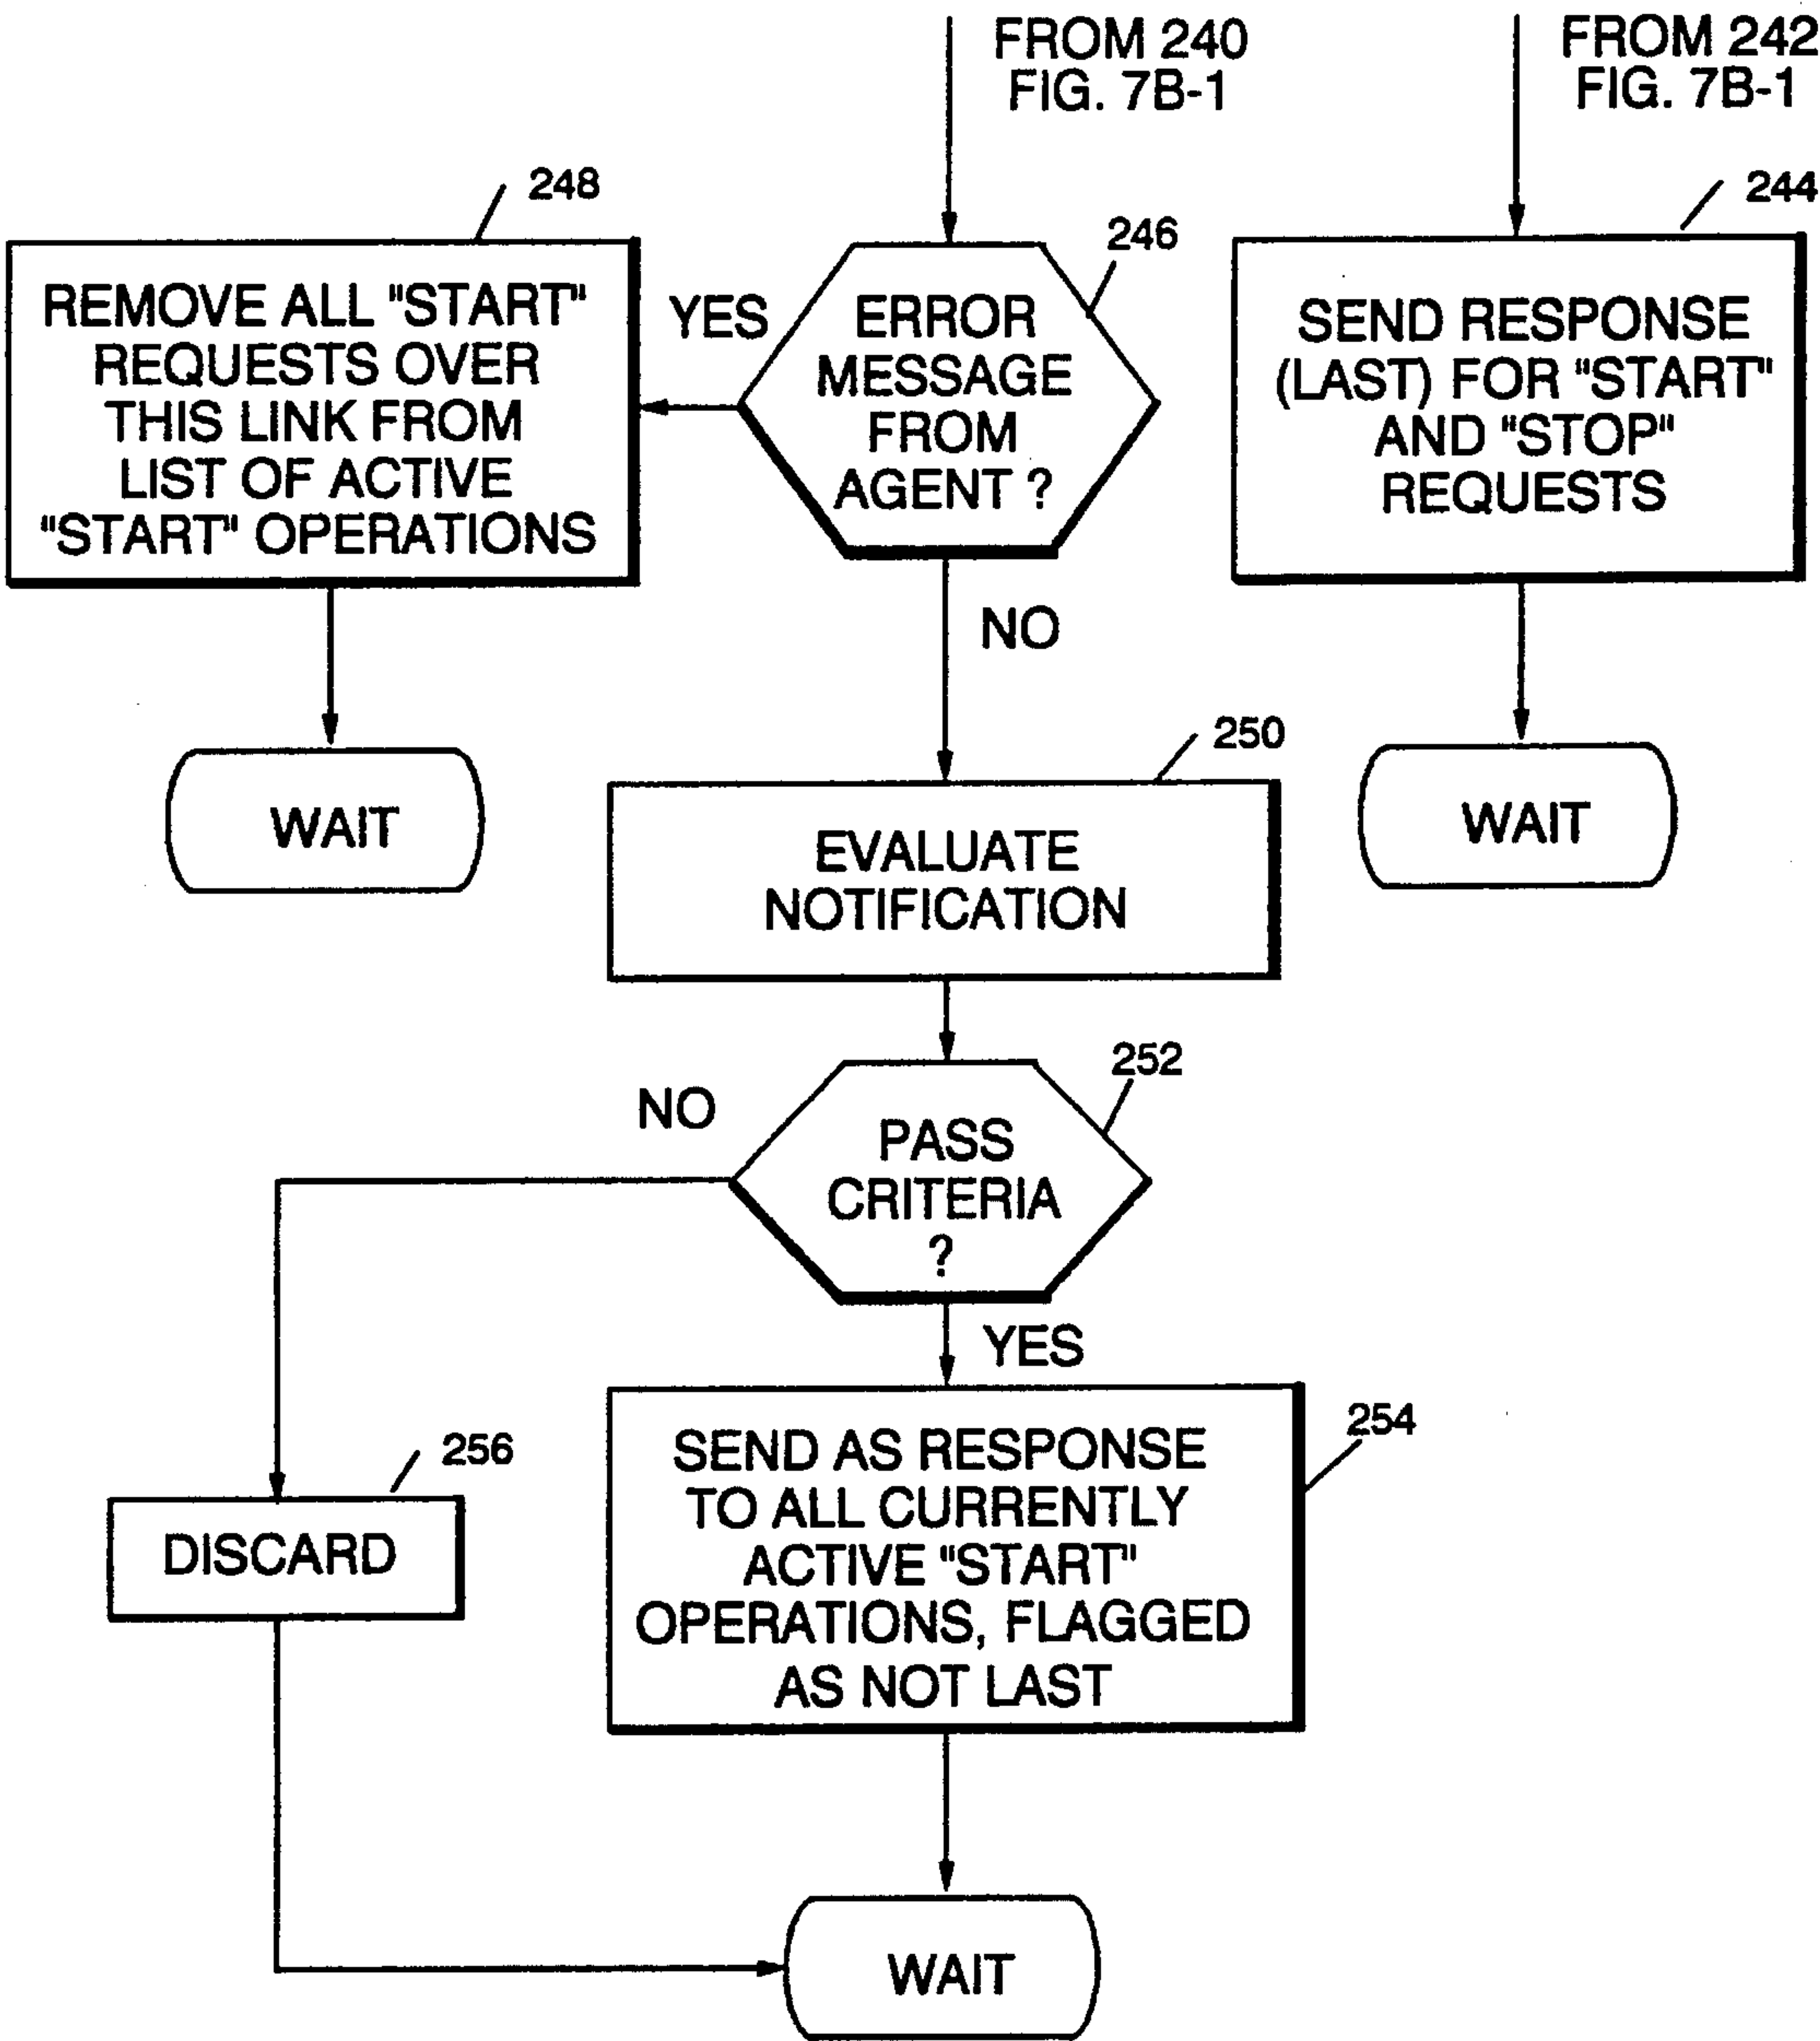 FROM 240
FIG. 7B-1
FROM 242
FIG. 7B-1
248
REMOVE ALL "START"
REQUESTS OVER
THIS LINK FROM
LIST OF ACTIVE
"START" OPERATIONS
YES
246
ERROR
MESSAGE
FROM
AGENT ?
244
SEND RESPONSE
(LAST) FOR "START"
AND "STOP"
REQUESTS
NO
WAIT
WAIT
250
EVALUATE
NOTIFICATION
252
NO
PASS
CRITERIA
?
YES
256
DISCARD
254
SEND AS RESPONSE
TO ALL CURRENTLY
ACTIVE "START"
OPERATIONS, FLAGGED
AS NOT LAST
WAIT